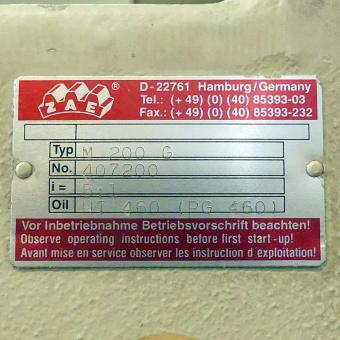 ZAE ®
D-22761 Hamburg/Germany
Tel.: (+ 49) (0) (40) 85393-03
Fax.: (+ 49) (0) (40) 85393-232
Typ M 200 G
No. 407200
i =
Oil (PG 460)
Vor Inbetriebnahme Betriebsvorschrift beachten!
Observe operating instructions before first start-up!
Avant mise en service observer les instruction d'exploitation!